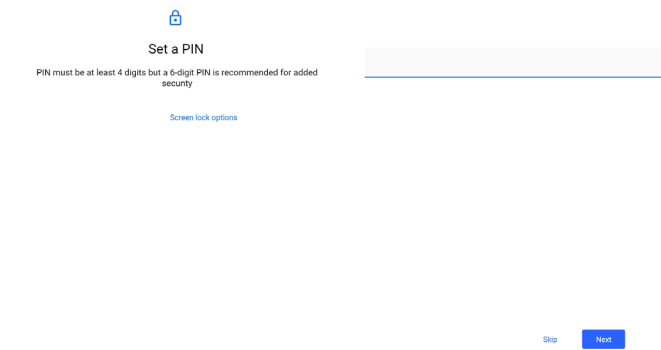 Set a PIN
PIN must be at least 4 digits but a 6-digit PIN is recommended for added
securty
Screen lock options
Skip
Next